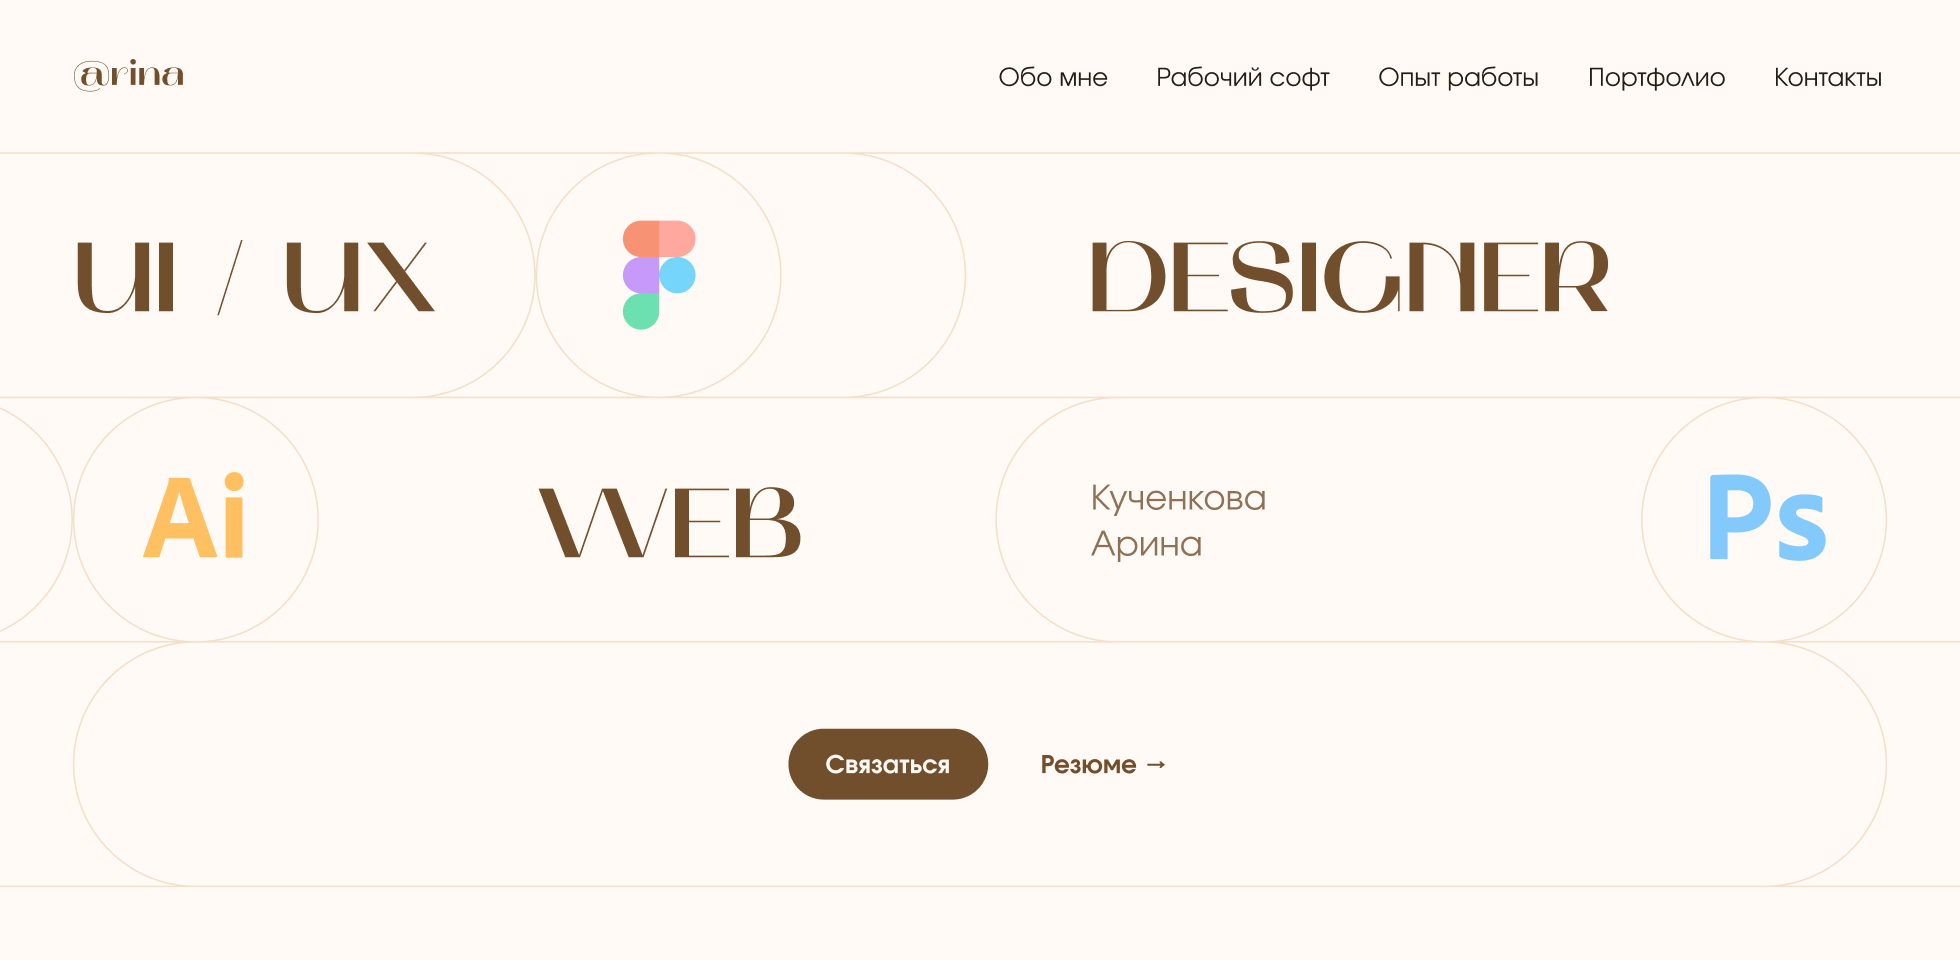 @rina
Обо мне
Рабочий софт
Опыт работы
Портфолио
Контакты
UI / UX
DESIGNER
Ai
WEB
Кученкова
Арина
Ps
Связаться
Резюме →